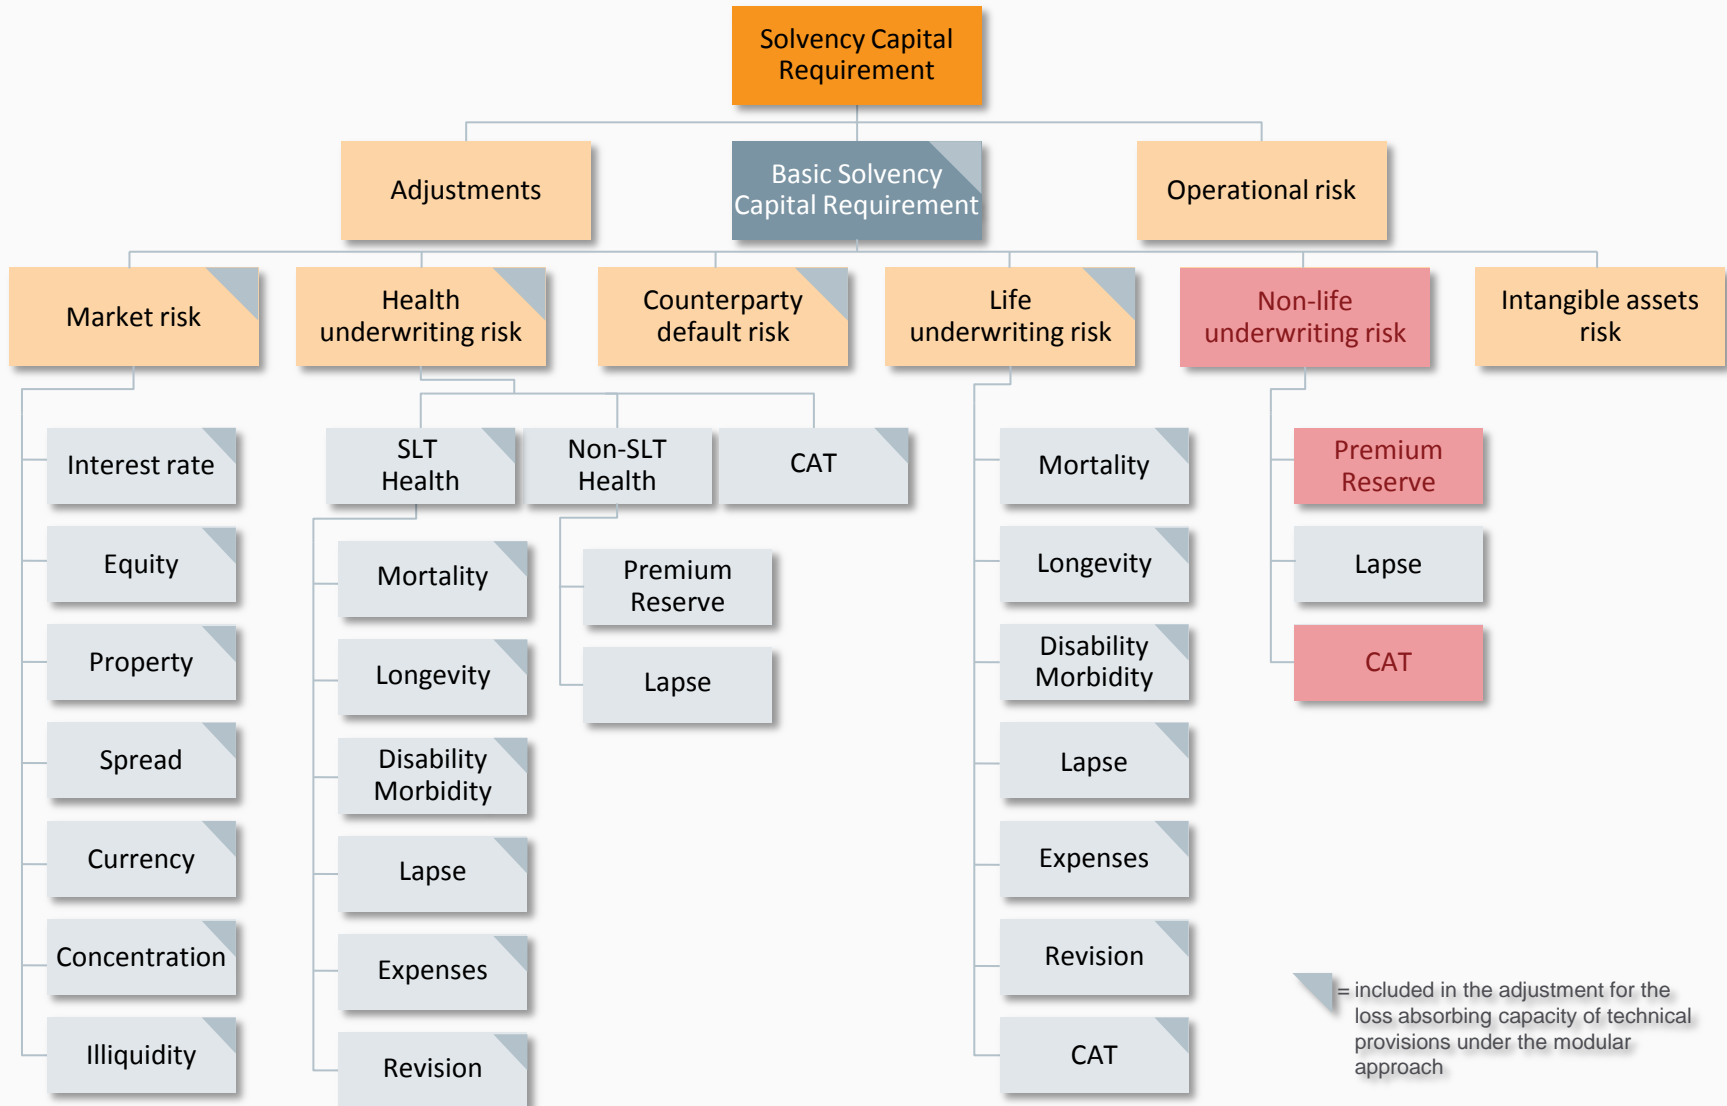 Solvency Capital
Requirement
Adjustments
Basic Solvency
Capital Requirement
Operational risk
Market risk
Health
underwriting risk
Counterparty
default risk
Life
underwriting risk
Non-life
underwriting risk
Intangible assets
risk
Interest rate
Equity
Property
Spread
Currency
Concentration
Illiquidity
SLT
Health
Mortality
Longevity
Disability
Morbidity
Lapse
Expenses
Revision
Non-SLT
Health
Premium
Reserve
Lapse
CAT
Mortality
Longevity
Disability
Morbidity
Lapse
Expenses
Revision
CAT
Premium
Reserve
Lapse
CAT
= included in the adjustment for the
loss absorbing capacity of technical
provisions under the modular
approach